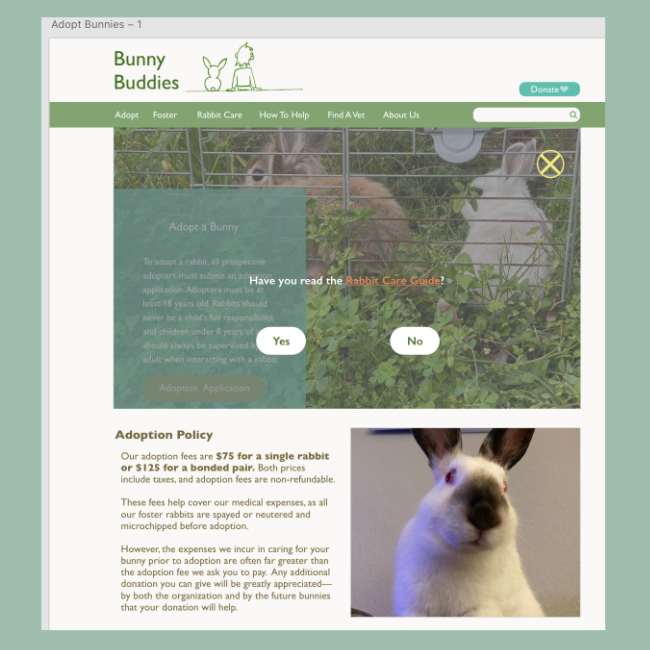 Adopt Bunnies – 1
Bunny
Buddies
Donate
Adopt Foster Rabbit Care How To Help Find A Vet About Us
Adopt a Bunny
To adopt a rabbit, all prospective
adopters must submit an adoption
application. Adopters must be at
least 18 years old. Rabbits should
never be a child's full responsibility,
and children under 8 years of
should always be supervised
adult when interacting with a rabbit.
Adoption Application
Have you read the Rabbit Care Guide?
Yes
No
Adoption Policy
Our adoption fees are $75 for a single rabbit
or $125 for a bonded pair. Both prices
include taxes, and adoption fees are non-refundable.
These fees help cover our medical expenses, as all
our foster rabbits are spayed or neutered and
microchipped before adoption.
However, the expenses we incur in caring for your
bunny prior to adoption are often far greater than
the adoption fee we ask you to pay. Any additional
donation you can give will be greatly appreciated—
by both the organization and by the future bunnies
that your donation will help.